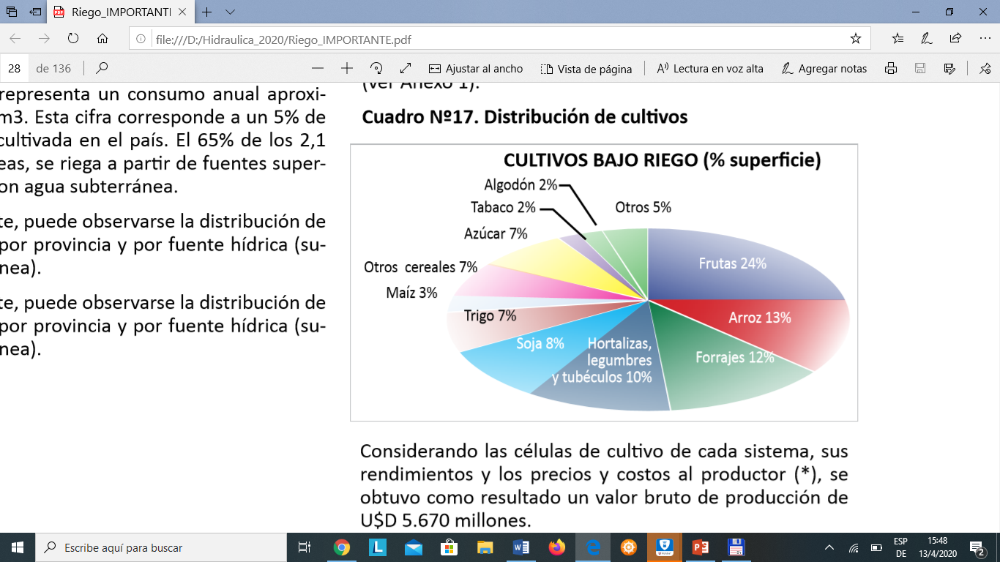 Riego_IMPORTANTI
file:///D:/Hidraulica_2020/Riego_IMPORTANTE.pdf
28 de 136
Ajustar al ancho
Vista de página
Lectura en voz alta
Agregar notas
representa un consumo anual aproxi-
m3. Esta cifra corresponde a un 5% de
cultivada en el país. El 65% de los 2,1
eas, se riega a partir de fuentes super-
on agua subterránea.
te, puede observarse la distribución de
por provincia y por fuente hídrica (su-
nea).
te, puede observarse la distribución de
por provincia y por fuente hídrica (su-
nea).
(ver Anexo 1).
Cuadro Nº17. Distribución de cultivos
CULTIVOS BAJO RIEGO (% superficie)
Algodón 2%
Tabaco 2%
Otros 5%
Azúcar 7%
Otros cereales 7%
Maíz 3%
Trigo 7%
Soja 8%
Hortalizas,
legumbres
y tubéculos 10%
Frutas 24%
Arroz 13%
Forrajes 12%
Considerando las células de cultivo de cada sistema, sus
rendimientos y los precios y costos al productor (*), se
obtuvo como resultado un valor bruto de producción de
U$D 5.670 millones.
Escribe aquí para buscar
ESP
DE
15:48
13/4/2020
2